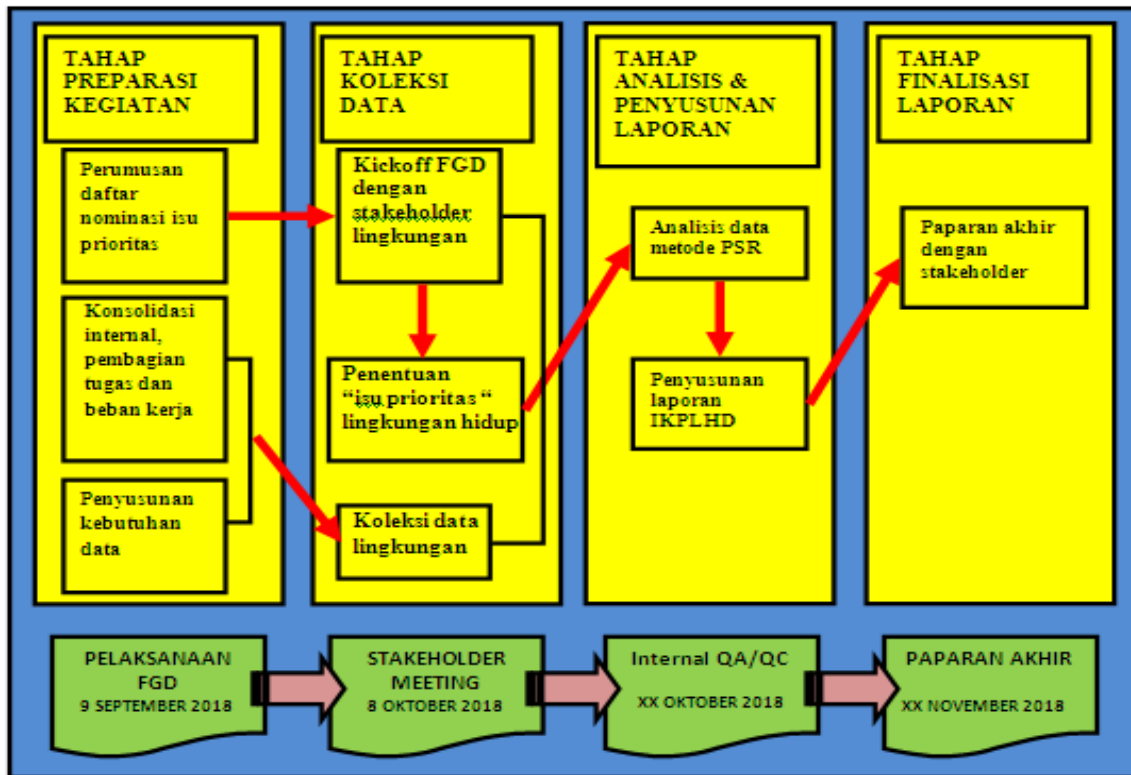 TAHAP
PREPARASI
KEGIATAN
Perumusan
daftar
nominasi isu
prioritas
Konsolidasi
internal,
pembagian
tugas dan
beban kerja
Penyusunan
kebutuhan
data
TAHAP
KOLEKSI
DATA
Kickoff FGD
dengan
stakeholder
lingkungan
Penentuan
“isu prioritas “
lingkungan hidup
Koleksi data
lingkungan
TAHAP
ANALISIS &
PENYUSUNAN
LAPORAN
Analisis data
metode PSR
Penyusunan
laporan
IKPLHD
TAHAP
FINALISASI
LAPORAN
Paparan akhir
dengan
stakeholder
PELAKSANAAN
FGD
9 SEPTEMBER 2018
STAKEHOLDER
MEETING
8 OKTOBER 2018
Internal QA/QC
XX OKTOBER 2018
PAPARAN AKHIR
XX NOVEMBER 2018